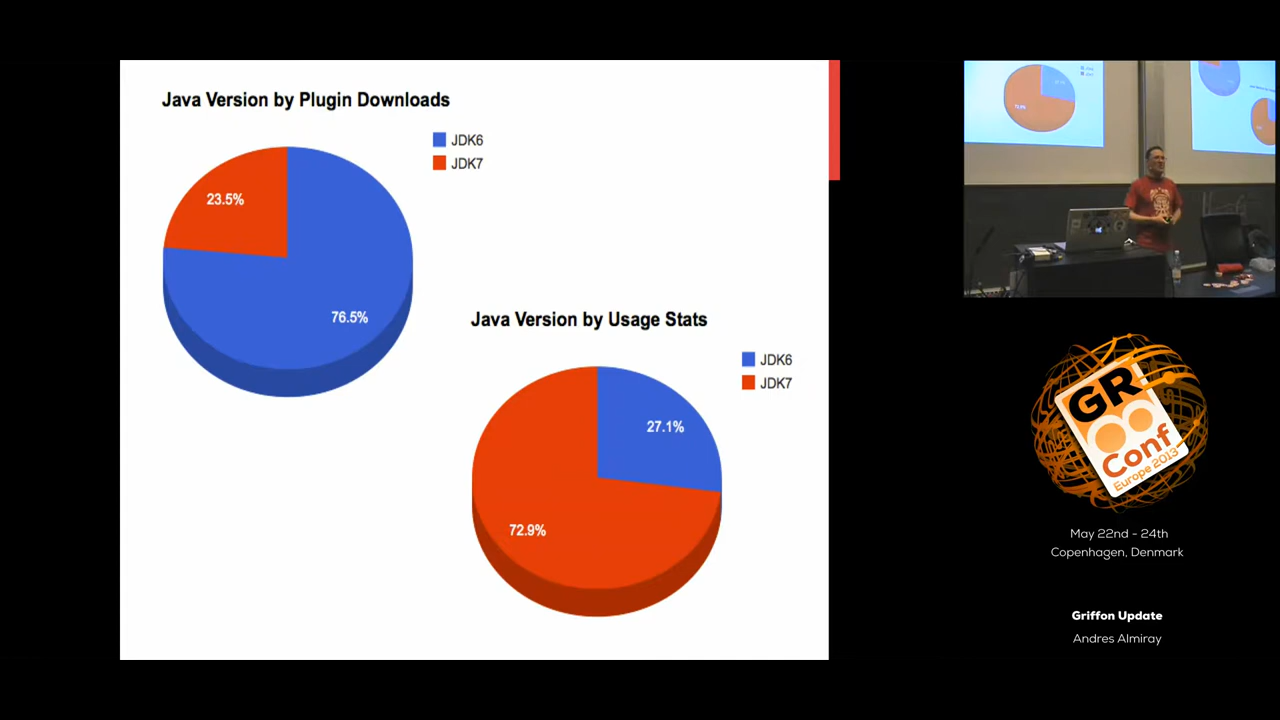 Java Version by Plugin Downloads
JDK6
JDK7
23.5%
76.5%
Java Version by Usage Stats
JDK6
JDK7
27.1%
72.9%
GR
8
Conf
Europe 2013
May 22nd - 24th
Copenhagen, Denmark
Griffon Update
Andres Almiray